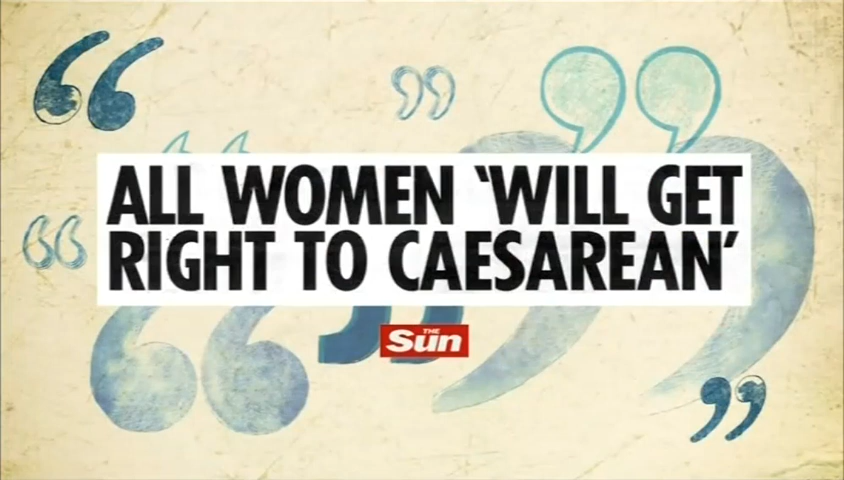 ALL WOMEN ‘WILL GET
RIGHT TO CAESAREAN’
THE
Sun